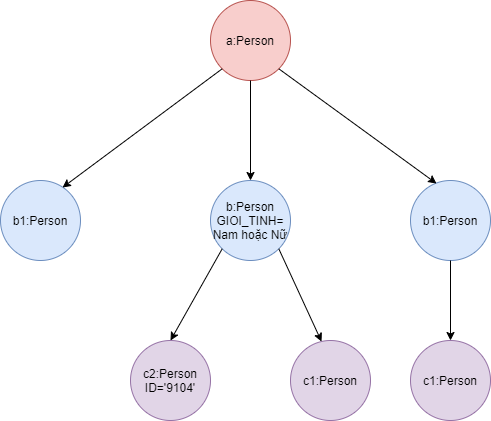 a:Person
b1:Person
b:Person
GIOI_TINH=
Nam hoặc Nữ
b1:Person
c2:Person
ID='9104'
c1:Person
c1:Person